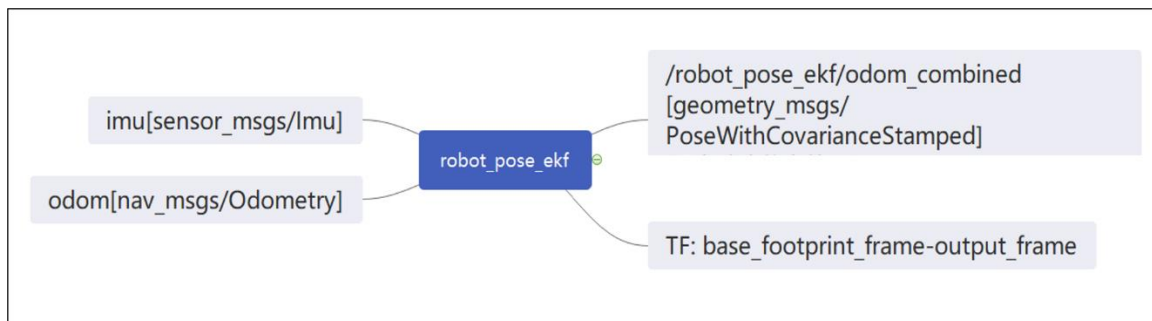 imu[sensor_msgs/Imu]
odom[nav_msgs/Odometry]
robot_pose_ekf
/robot_pose_ekf/odom_combined
[geometry_msgs/
PoseWithCovarianceStamped]
TF: base_footprint_frame-output_frame